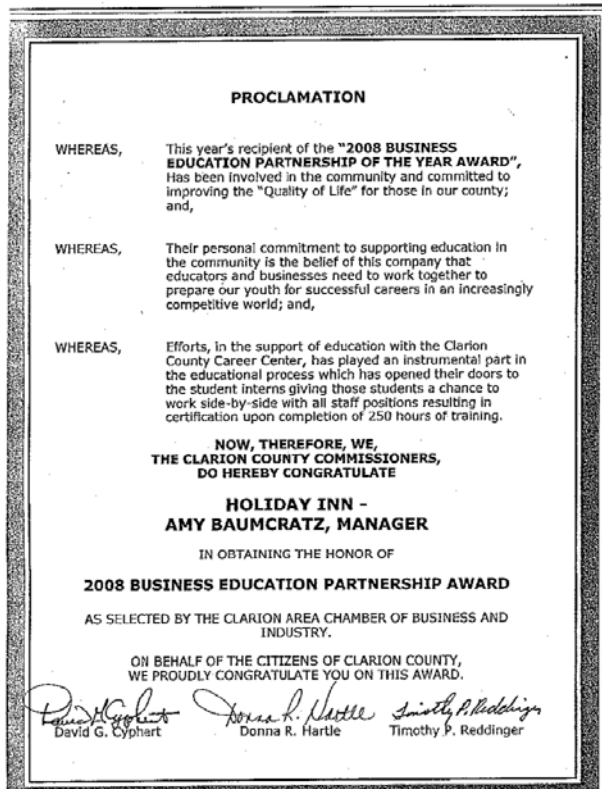 PROCLAMATION
WHEREAS, This year's recipient of the "2008 BUSINESS
EDUCATION PARTNERSHIP OF THE YEAR AWARD",
Has been involved in the community and committed to
improving the "Quality of Life" for those in our county;
and,
WHEREAS, Their personal commitment to supporting education in
the community is the belief of this company that
educators and businesses need to work together to
prepare our youth for successful careers in an increasingly
competitive world; and,
WHEREAS, Efforts, in the support of education with the Clarion
County Career Center, has played an instrumental part in
the educational process which has opened their doors to
the student interns giving those students a chance to
work side-by-side with all staff positions resulting in
certification upon completion of 250 hours of training.
NOW, THEREFORE, WE,
THE CLARION COUNTY COMMISSIONERS,
DO HEREBY CONGRATULATE
HOLIDAY INN –
AMY BAUMCRATZ, MANAGER
IN OBTAINING THE HONOR OF
2008 BUSINESS EDUCATION PARTNERSHIP AWARD
AS SELECTED BY THE CLARION AREA CHAMBER OF BUSINESS AND
INDUSTRY.
ON BEHALF OF THE CITIZENS OF CLARION COUNTY,
WE PROUDLY CONGRATULATE YOU ON THIS AWARD.
David G. Cyphert Donna R. Hartle Timothy P. Reddinger
David G. Cyphert Donna R. Hartle Timothy P. Reddinger